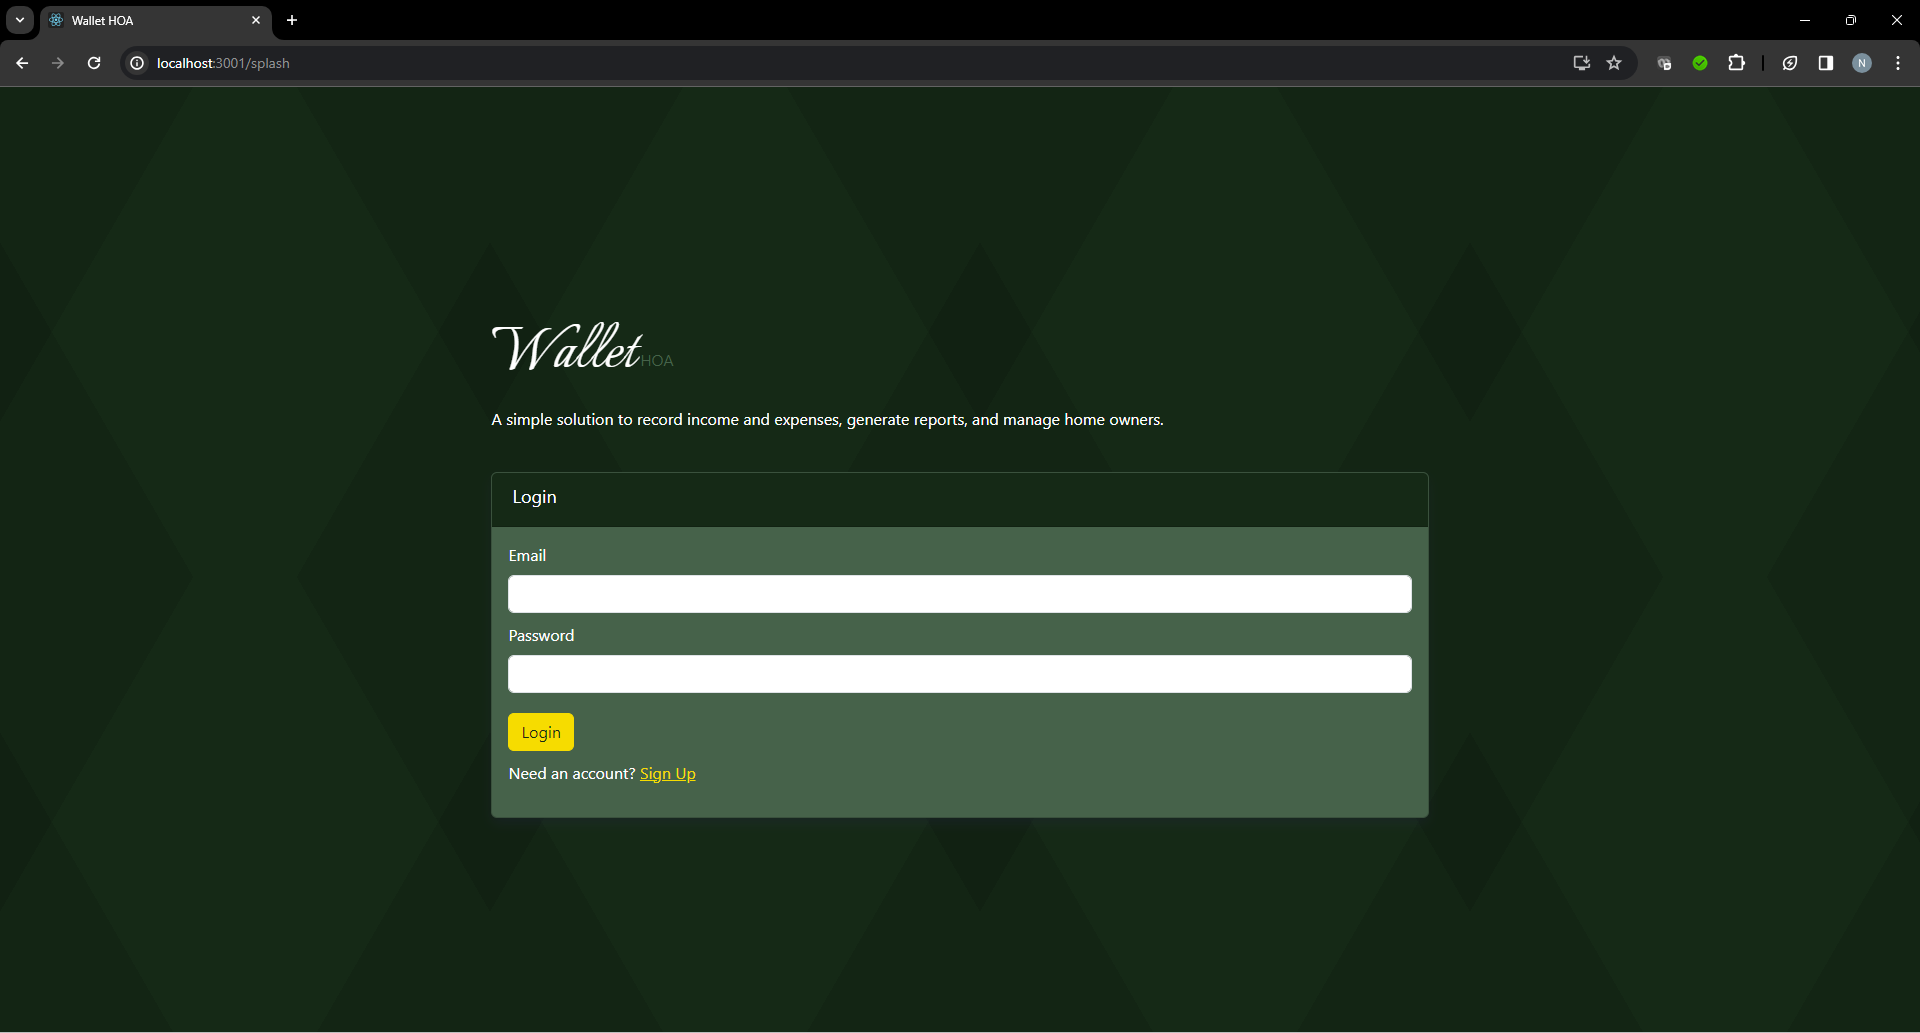 Wallet HOA
localhost:3001/splash
N
Wallet HOA
A simple solution to record income and expenses, generate reports, and manage home owners.
Login
Email
Password
Login
Need an account? Sign Up